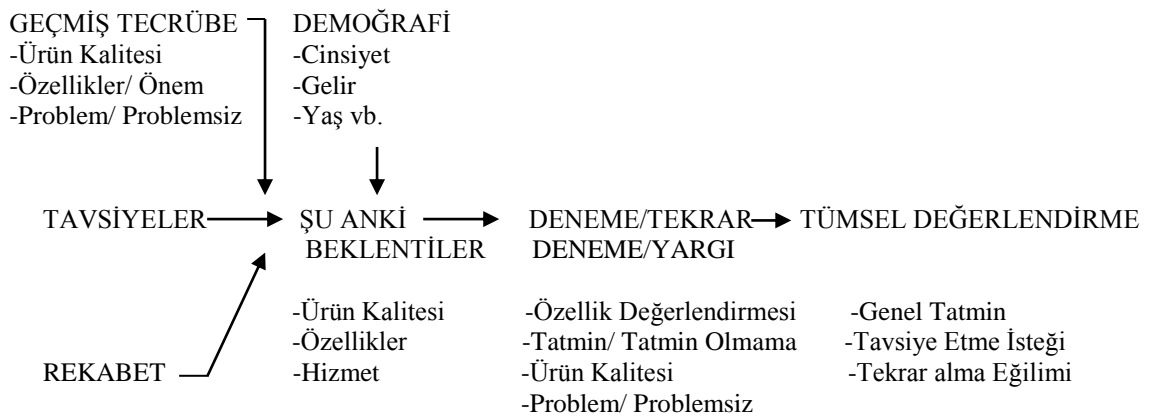 GEÇMİŞ TECRÜBE
-Ürün Kalitesi
-Özellikler/ Önem
-Problem/ Problemsiz
DEMOĞRAFİ
-Cinsiyet
-Gelir
-Yaş vb.
TAVSİYELER
ŞU ANKİ
BEKLENTİLER
DENEME/TEKRAR
DENEME/YARGI
TÜMSEL DEĞERLENDİRME
REKABET
-Ürün Kalitesi
-Özellikler
-Hizmet
-Özellik Değerlendirmesi
-Tatmin/ Tatmin Olmama
-Ürün Kalitesi
-Problem/ Problemsiz
-Genel Tatmin
-Tavsiye Etme İsteği
-Tekrar alma Eğilimi